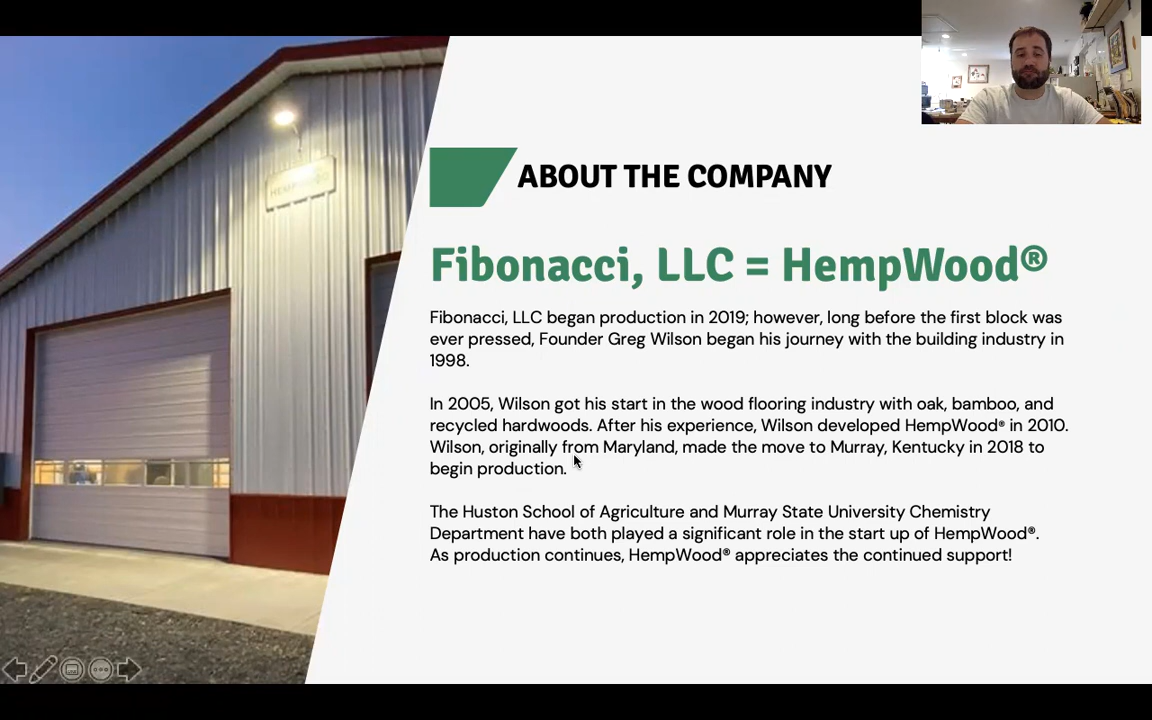 HEMPWOOD
ABOUT THE COMPANY
Fibonacci, LLC = HempWood®
Fibonacci, LLC began production in 2019; however, long before the first block was
ever pressed, Founder Greg Wilson began his journey with the building industry in
1998.
In 2005, Wilson got his start in the wood flooring industry with oak, bamboo, and
recycled hardwoods. After his experience, Wilson developed HempWood® in 2010.
Wilson, originally from Maryland, made the move to Murray, Kentucky in 2018 to
begin production.
The Huston School of Agriculture and Murray State University Chemistry
Department have both played a significant role in the start up of HempWood®.
As production continues, HempWood® appreciates the continued support!